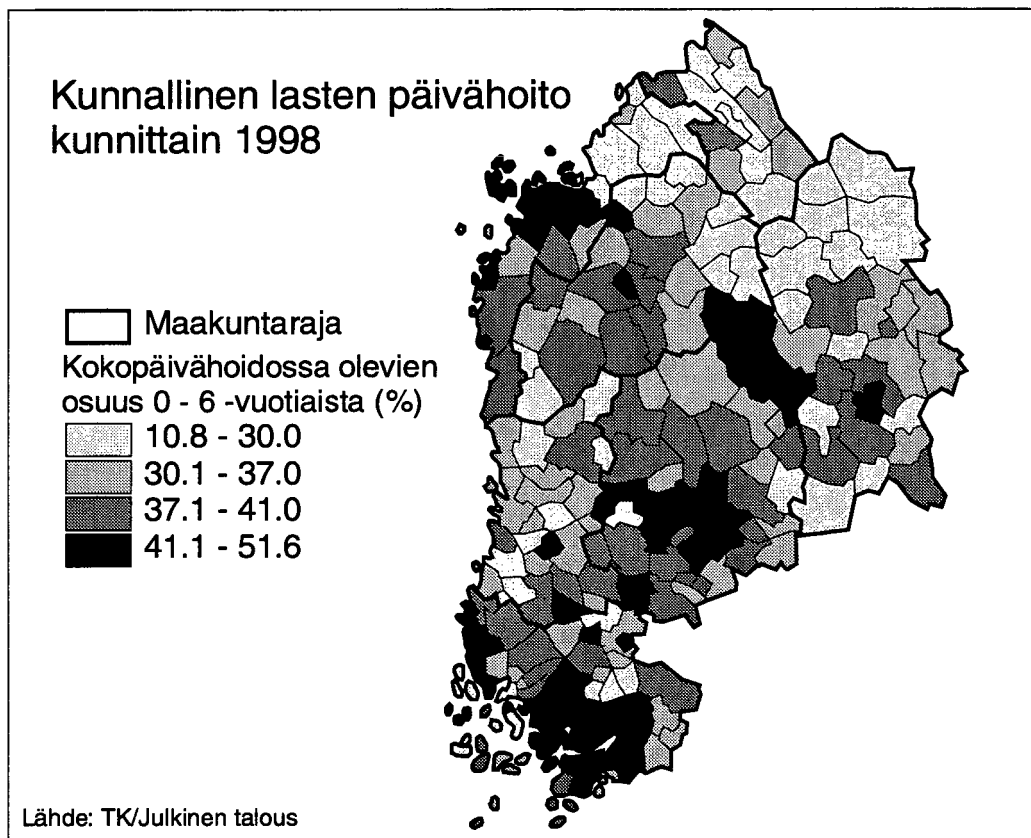 Kunnallinen lasten päivähoito
kunnittain 1998
Maakuntaraja
Kokopäivähoidossa olevien
osuus 0 - 6 -vuotiaista (%)
10.8 - 30.0
30.1 - 37.0
37.1 - 41.0
41.1 - 51.6
Lähde: TK/Julkinen talous